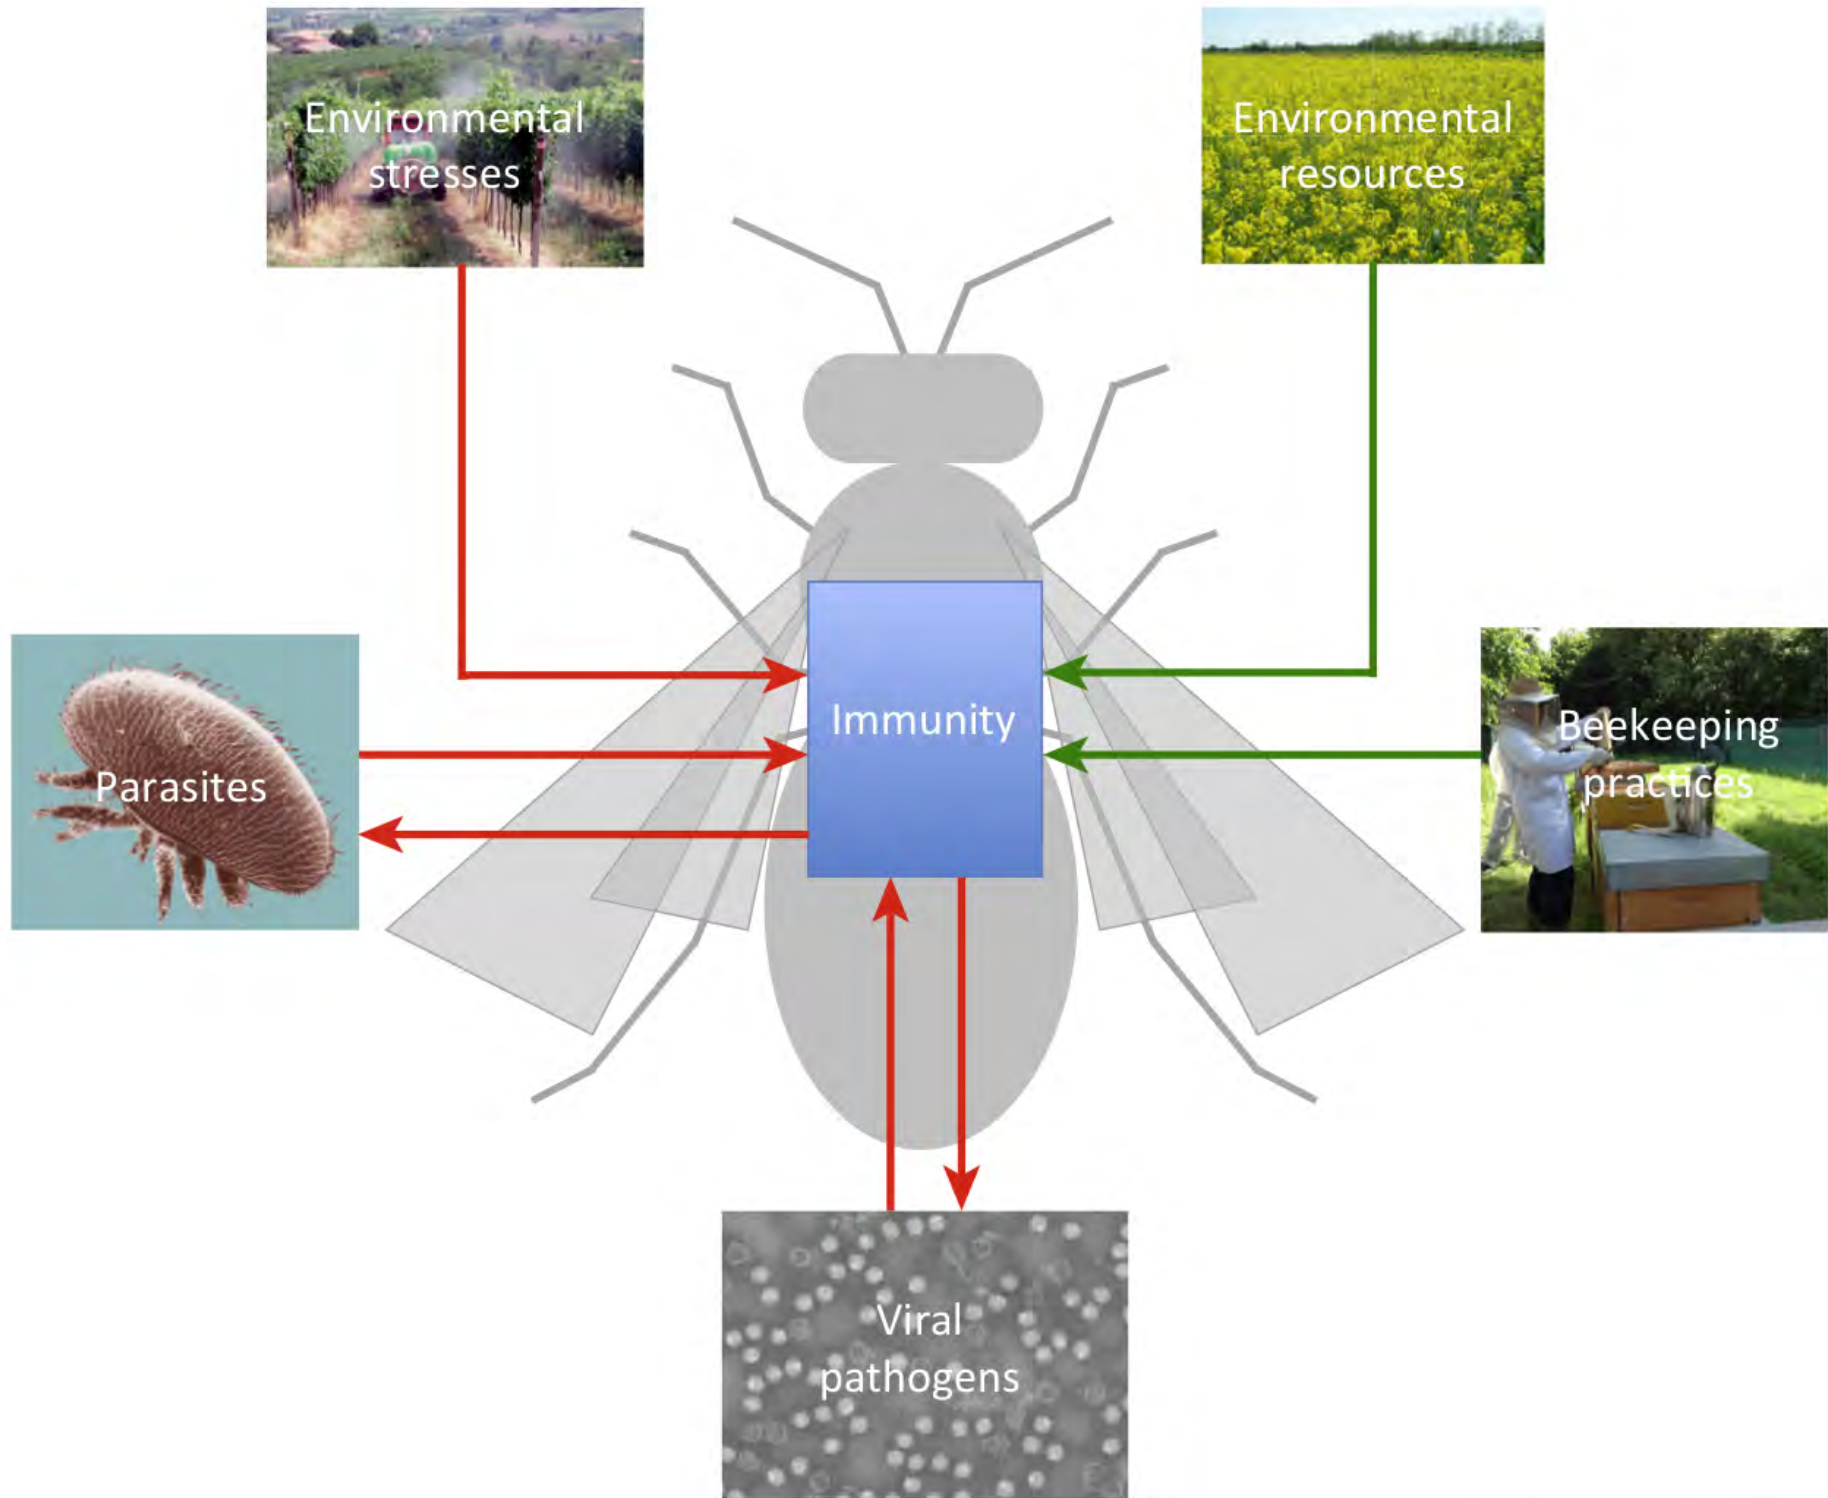 Environmental
stresses
Environmental
resources
Immunity
Parasites
Beekeeping
practices
Viral
pathogens